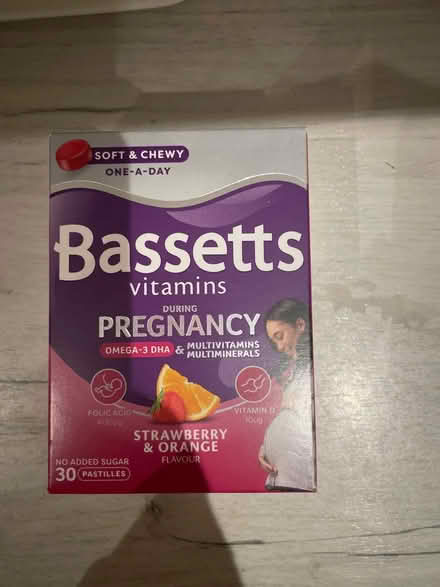 SOFT & CHEWY
ONE-A-DAY
Bassetts
vitamins
DURING
PREGNANCY
OMEGA-3 DHA & MULTIVITAMINS
MULTIMINERALS
FOLIC ACID
VITAMIN D
10μg
STRAWBERRY
& ORANGE
FLAVOUR
NO ADDED SUGAR
30 PASTILLES